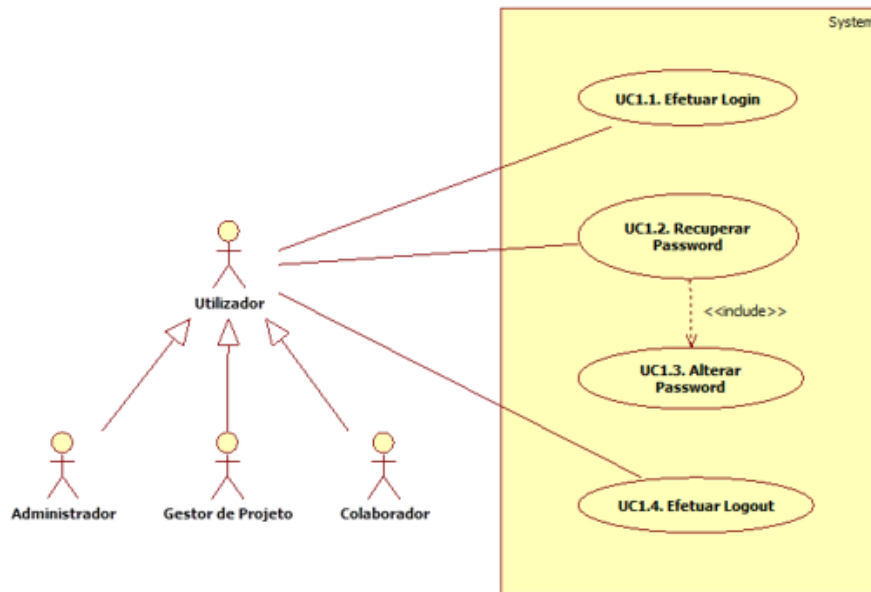 System
UC1.1. Efetuar Login
UC1.2. Recuperar
Password
<<include>>
Utilizador
UC1.3. Alterar
Password
Administrador
Gestor de Projeto
Colaborador
UC1.4. Efetuar Logout